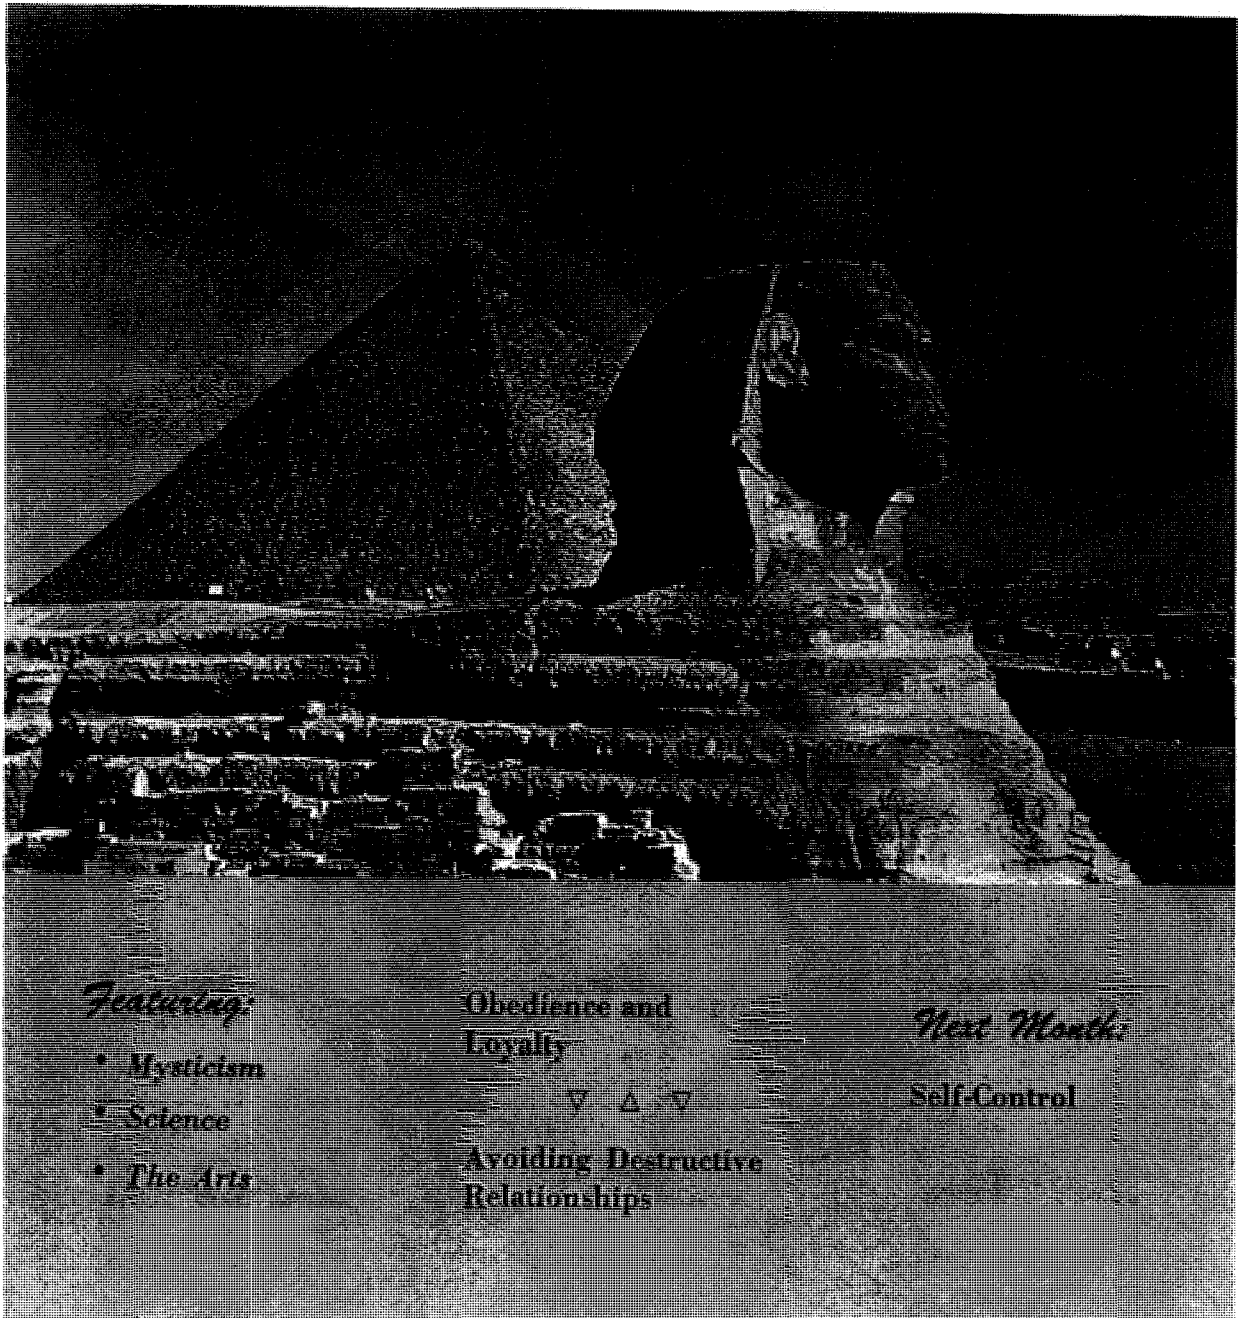 Featuring:
• Mysticism
• Science
• The Arts
Obedience and
Loyalty
▽ △ ▽
Avoiding Destructive
Relationships
Next Month:
Self-Control